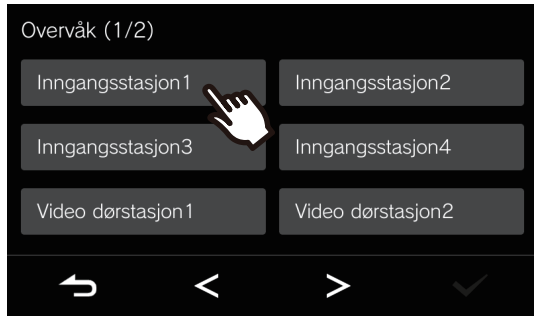 Overvåk (1/2)
Inngangsstasjon1 Inngangsstasjon2
Inngangsstasjon3 Inngangsstasjon4
Video dørstasjon1 Video dørstasjon2